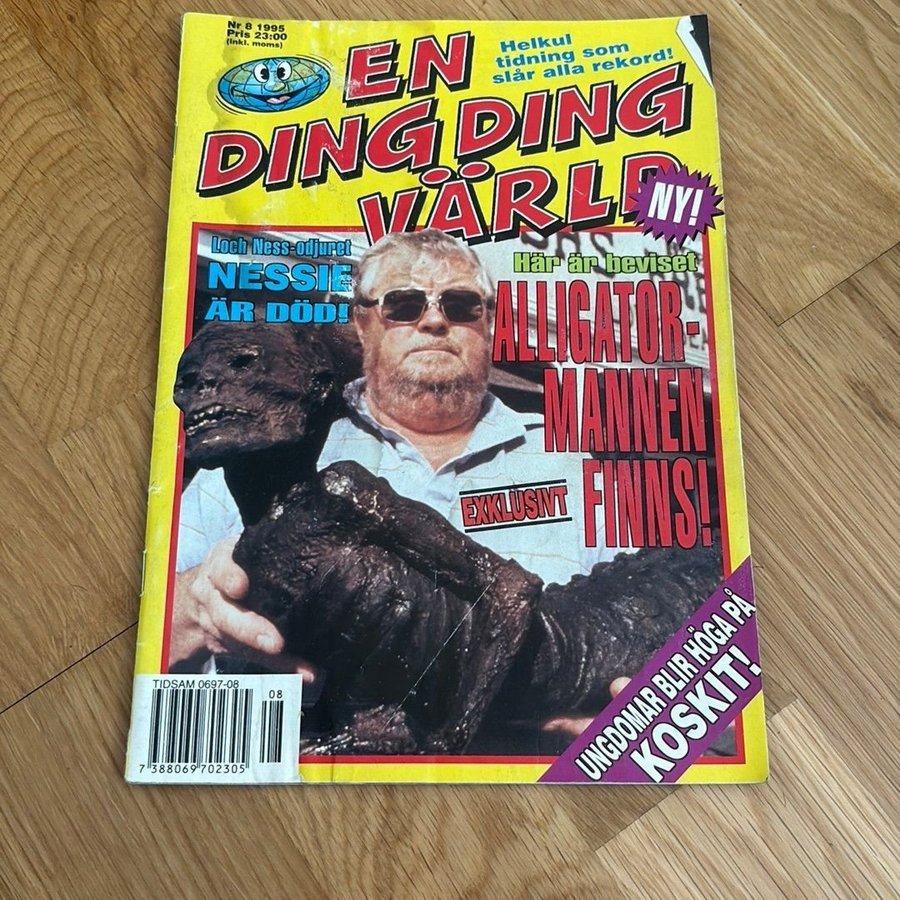 Nr 8 1995
Pris 23:00
(inkl. moms)
EN
DING DING
VÄRLD
Helkul
tidning som
slår alla rekord!
NY!
Loch Ness-odjuret
NESSIE
ÄR DÖD!
Här är beviset
ALLIGATOR-
MANNEN
FINNS!
EXKLUSIVT
UNGDOMAR BLIR HÖGA PÅ
KOSKIT!
TIDSAM 0697-08
08
7 388069 702305